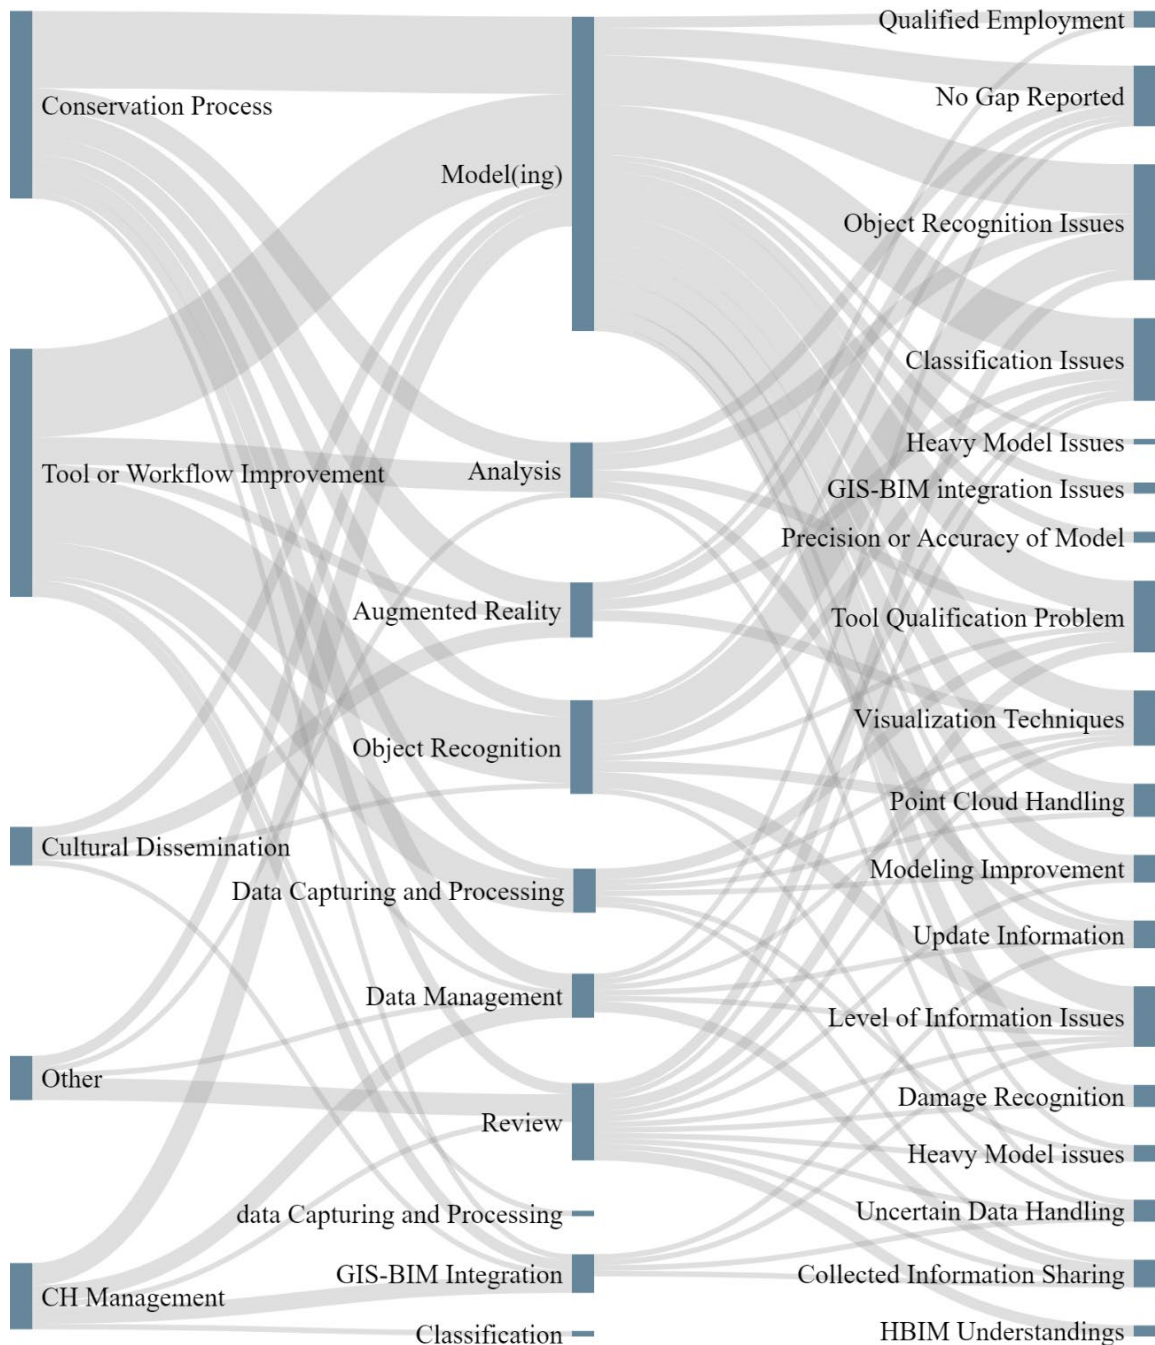 Conservation Process
Tool or Workflow Improvement
Cultural Dissemination
Other
CH Management
Model(ing)
Analysis
Augmented Reality
Object Recognition
Data Capturing and Processing
Data Management
Review
data Capturing and Processing
GIS-BIM Integration
Classification
Qualified Employment
No Gap Reported
Object Recognition Issues
Classification Issues
Heavy Model Issues
GIS-BIM integration Issues
Precision or Accuracy of Model
Tool Qualification Problem
Visualization Techniques
Point Cloud Handling
Modeling Improvement
Update Information
Level of Information Issues
Damage Recognition
Heavy Model issues
Uncertain Data Handling
Collected Information Sharing
HBIM Understandings